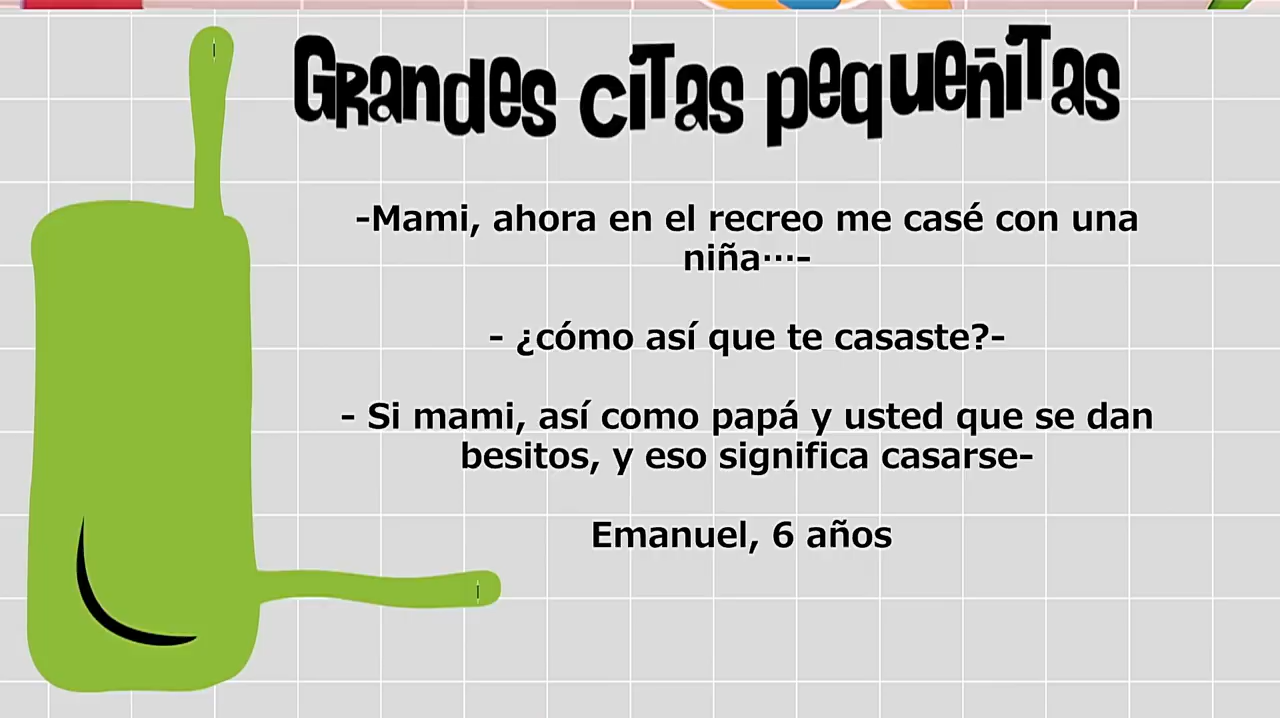 Grandes citas pequeñitas
-Mami, ahora en el recreo me casé con una
niña···-
- ¿cómo así que te casaste?-
- Si mami, así como papá y usted que se dan
besitos, y eso significa casarse-
Emanuel, 6 años